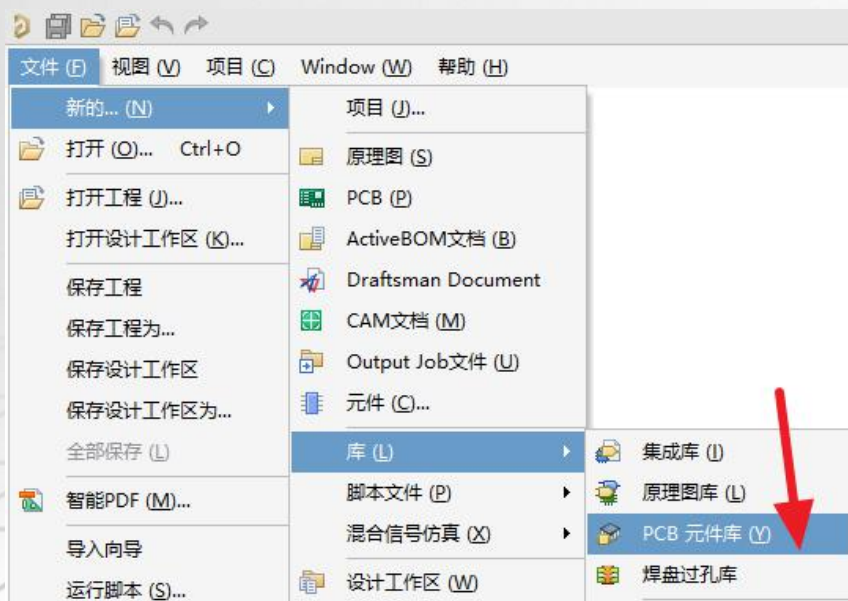 文件 (F) 视图 (V) 项目 (C) Window (W) 帮助 (H)
新的... (N)
打开 (O)... Ctrl+O
打开工程 (J)...
打开设计工作区 (K)...
保存工程
保存工程为...
保存设计工作区
保存设计工作区为...
全部保存 (L)
智能PDF (M)...
导入向导
运行脚本 (S)...
项目 (J)...
原理图 (S)
PCB (P)
ActiveBOM文档 (B)
Draftsman Document
CAM文档 (M)
Output Job文件 (U)
元件 (C)...
库 (L)
脚本文件 (P)
混合信号仿真 (X)
设计工作区 (W)
集成库 (I)
原理图库 (L)
PCB 元件库 (Y)
焊盘过孔库